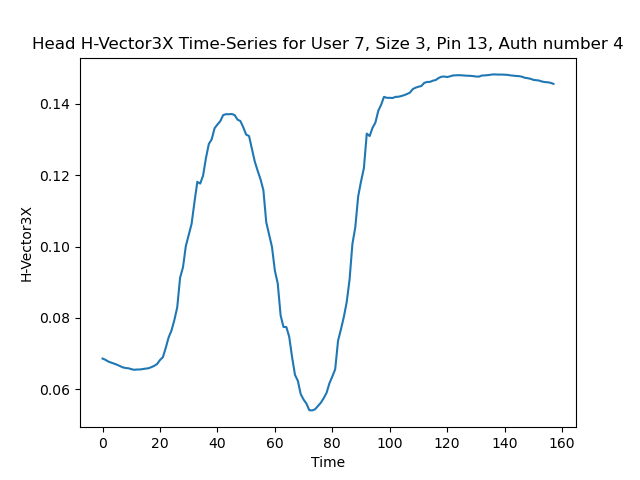 Head H-Vector3X Time-Series for User 7, Size 3, Pin 13, Auth number 4
0.14
0.12
0.10
0.08
0.06
H-Vector3X
0 20 40 60 80 100 120 140 160
Time